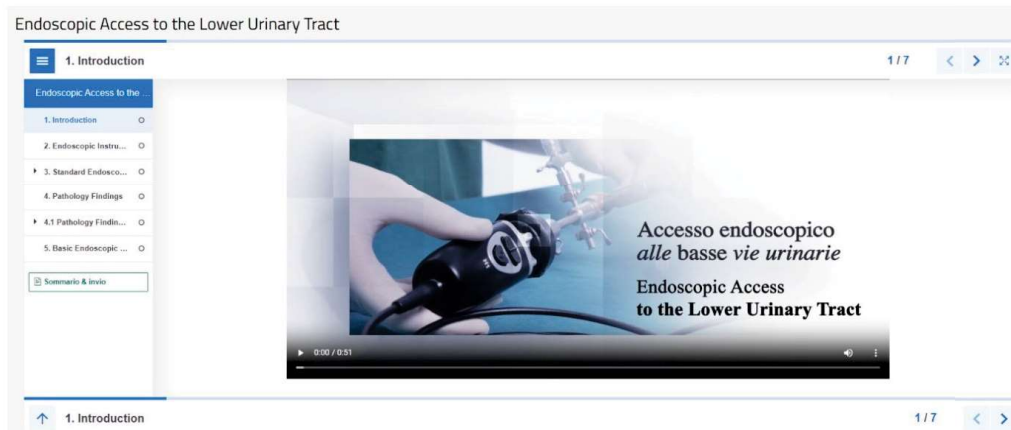 Endoscopic Access to the Lower Urinary Tract
1. Introduction
1 / 7
Endoscopic Access to the ...
1. Introduction
2. Endoscopic Instru...
3. Standard Endosco...
4. Pathology Findings
4.1 Pathology Findin...
5. Basic Endoscopic ...
Sommario & invio
Accesso endoscopico
alle basse vie urinarie
Endoscopic Access
to the Lower Urinary Tract
0:00 / 0:51
1. Introduction
1 / 7